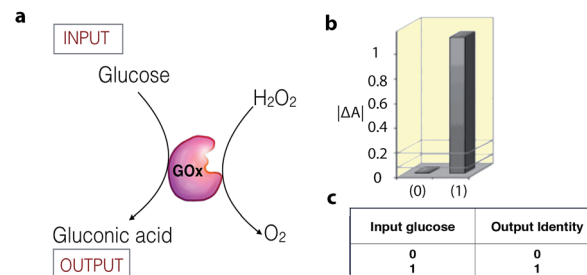 a
INPUT
Glucose
H2O2
GOx
Gluconic acid
O2
OUTPUT
b
|ΔA|
1
0.8
0.6
0.4
0.2
0
(0) (1)
c
Input glucose Output Identity
0 0
1 1